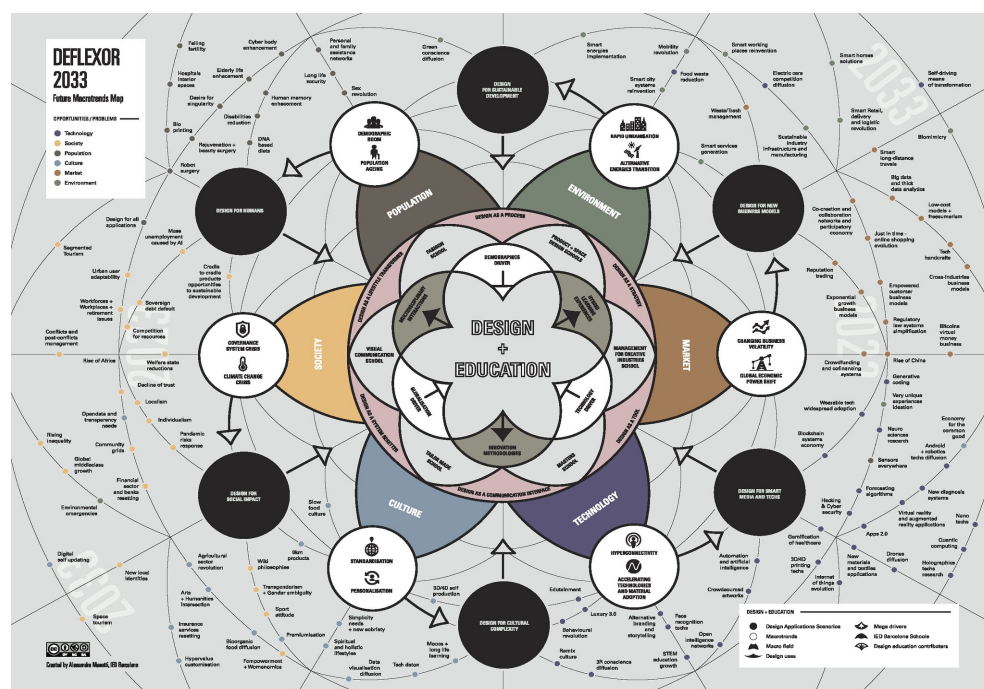 DEFLEXOR
2033
Future Macrotrends Map
OPPORTUNITIES / PROBLEMS
Technology
Society
Population
Culture
Market
Environment
Falling
fertility
Cyber body
enhancement
Personal
and family
assistance
networks
Green
conscience
diffusion
Hospitals
interior
spaces
Elderly life
enhacement
Long life
security
Sex
revolution
Desire for
singularity
Human memory
enhancement
Disabilities
reduction
Bio
printing
Rejuvenation +
beauty surgery
DNA
based
diets
Robot
surgery
Smart
energies
implementation
Mobility
revolution
Smart working
places reinvention
Smart homes
solutions
Smart city
systems
reinvention
Food waste
reduction
Electric cars
competition
diffusion
Self-driving
means
of transformation
2033
Waste/Trash
management
Smart Retail,
delivery
and logistic
revolution
Sustainable
industry
infrastructure and
manufacturing
Biomimicry
Smart services
generation
Smart
long-distance
travels
Big data
and thick
data analytics
Co-creation and
collaboration
networks and
participatory
economy
Low-cost
models +
freesumerism
Just in time -
online shopping
evolution
Tech
handcrafts
Reputation
trading
Cross-industries
business
models
Exponential
growth
business
models
Empowered
customer
business
models
Regulatory
law systems
simplification
Bitcoins
virtual
money
business
Crowdfunding
and cofinancing
systems
Rise of China
Generative
coding
Wearable tech
widespread adoption
Very unique
experiences
ideation
Economy
for the
common
good
Blockchain
systems
economy
Neuro
sciences
research
Android
+ robotics
techs diffusion
Sensors
everywhere
Forecasting
algorithms
New diagnosis
systems
Hacking
& Cyber
security
Virtual reality
and augmented
reality applications
Nano
techs
Gamification
of healthcare
Apps 2.0
Quantic
computing
Automation
and artificial
intelligence
3D/4D
printing
techs
New
materials
and textiles
applications
Drones
diffusion
Holographics
techs
research
Internet
of things
evolution
Crowdsourced
artworks
DESIGN
FOR SUSTAINABLE
DEVELOPMENT
DEMOGRAPHIC
BOOM
POPULATION
AGEING
RAPID URBANISATION
ALTERNATIVE
ENERGIES TRANSITION
DESIGN FOR HUMANS
DESIGN FOR NEW
BUSINESS MODELS
POPULATION
ENVIRONMENT
SOCIETY
MARKET
CULTURE
TECHNOLOGY
DESIGN AS A PROCESS
DESIGN AS A STRATEGY
DESIGN AS A TOOL
DESIGN AS A COMMUNICATION INTERFACE
DESIGN AS A SYSTEM REWRITER
DESIGN AS A LIFESTYLE TRANSFORMER
FASHION
SCHOOL
PRODUCT + SPACE
DESIGN SCHOOLS
DEMOGRAPHICS
DRIVER
MULTIDISCIPLINARY
INTERACTIONS
HYBRID
LEARNING
EXPERIENCES
DESIGN
+
EDUCATION
VISUAL
COMMUNICATION
SCHOOL
MANAGEMENT
FOR CREATIVE
INDUSTRIES
SCHOOL
GLOBALISATION
DRIVER
TECHNOLOGY
DRIVER
INNOVATION
METHODOLOGIES
TAILOR MADE
SCHOOL
MASTERS
SCHOOL
GOVERNANCE
SYSTEM CRISIS
CLIMATE CHANGE
CRISIS
CHANGING BUSINESS
VOLATILITY
GLOBAL ECONOMIC
POWER SHIFT
DESIGN FOR
SOCIAL IMPACT
DESIGN FOR SMART
MEDIA AND TECHS
STANDARDISATION
PERSONALISATION
HYPERCONNECTIVITY
ACCELERATING
TECHNOLOGIES
AND MATERIAL
ADOPTION
DESIGN FOR CULTURAL
COMPLEXITY
Design for all
applications
Mass
unemployment
caused by AI
Segmented
Tourism
Cradle
to cradle
products
opportunities
to sustainable
development
Urban user
adaptability
Workforces +
Workplaces +
retirement
issues
Sovereign
debt default
Conflicts and
post-conflicts
management
Competition
for resources
Rise of Africa
Welfare state
reductions
Decline of trust
Localism
Opendata and
transparency
needs
Individualism
Rising
inequality
Community
grids
Pandemic
risks
response
Global
middleclass
growth
Financial
sector
and banks
resetting
Environmental
emergencies
Slow
food
culture
Digital
self updating
New local
identities
Agricultural
sector
revolution
0km
products
Wiki
philosophies
Arts
+ Humanities
intersection
Transgenderism
+ Gender ambiguity
3D/4D self
production
Space
tourism
Sport
attitude
Simplicity
needs
+ new sobriety
Insurance
services
resetting
Premiumisation
Spiritual
and holistic
lifestyles
Moocs +
long life
learning
Bioorganic
food diffusion
Hypervalue
customisation
Fempowerment
+ Womenomics
Data
visualisation
diffusion
Tech detox
Edutainment
Luxury 3.0
Behavioural
revolution
Alternative
branding
and
storytelling
Face
recognition
techs
Remix
culture
3R conscience
diffusion
STEM
education
growth
Open
intelligence
networks
DESIGN + EDUCATION
Design Applications Scenarios
Macrotrends
Macro field
Design uses
Mega drivers
IED Barcelona Schools
Design education contributors
Created by Alessandro Manetti, IED Barcelona